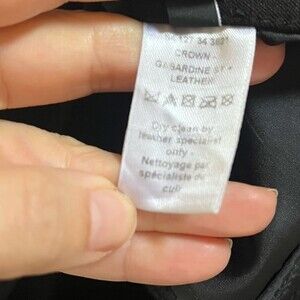 CROWN -
GABARDINE ST +
LEATHER
Dry clean by
leather specialist
only -
Nettoyage par
spécialiste du
cuir